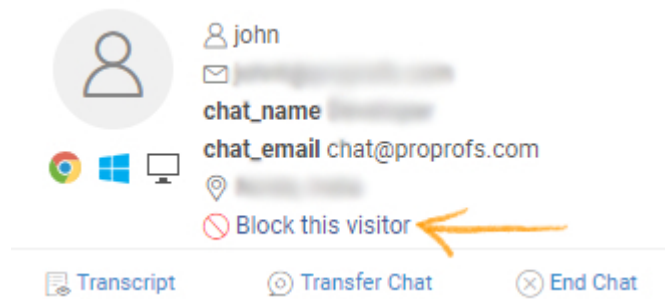 john
chat_name
chat_email chat@proprofs.com
Block this visitor
Transcript Transfer Chat End Chat